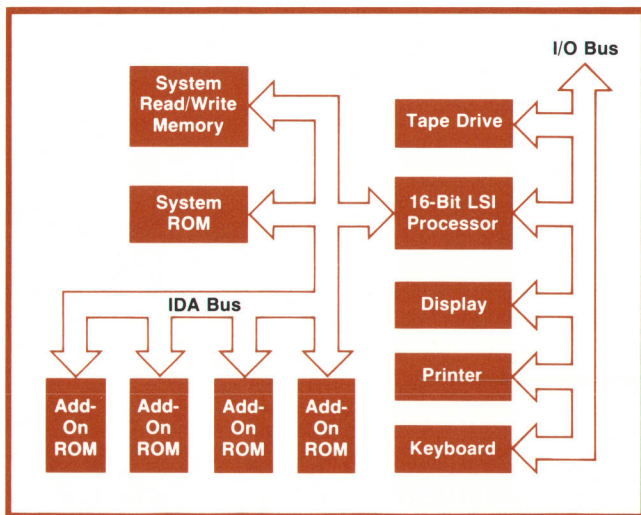 I/O Bus
System
Read/Write
Memory
Tape Drive
System
ROM
16-Bit LSI
Processor
IDA Bus
Display
Printer
Keyboard
Add-
On
ROM
Add-
On
ROM
Add-
On
ROM
Add-
On
ROM